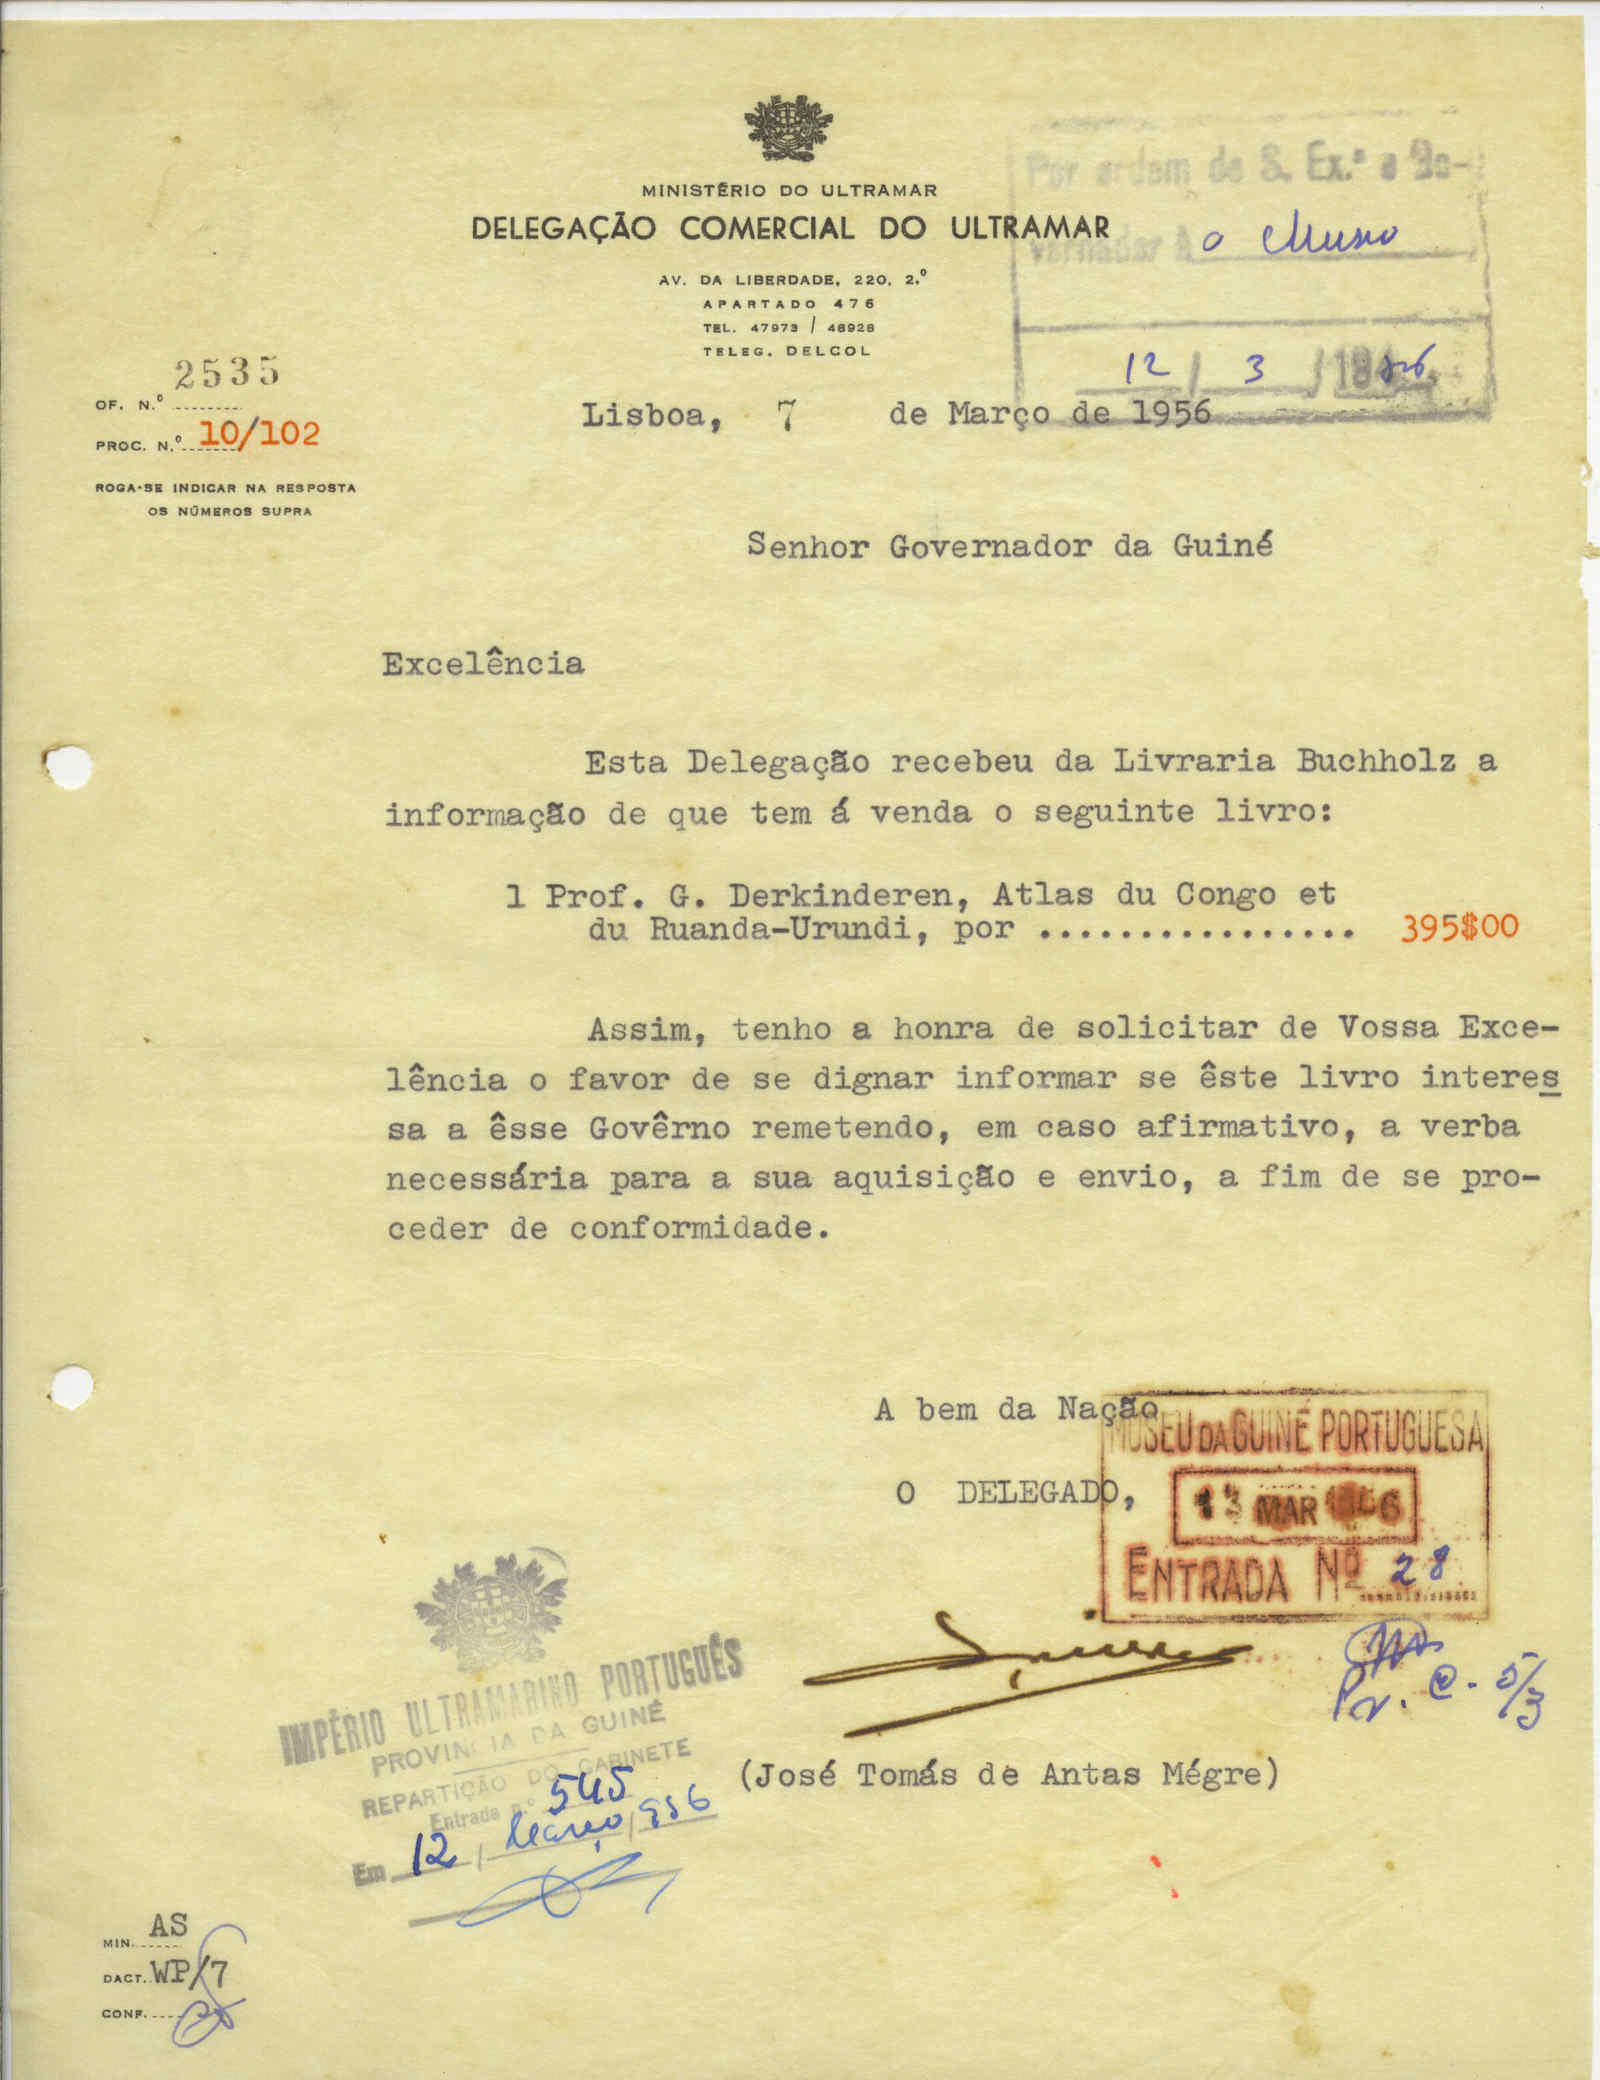 MINISTÉRIO DO ULTRAMAR
DELEGAÇÃO COMERCIAL DO ULTRAMAR
AV. DA LIBERDADE, 220, 2.º
APARTADO 476
TEL. 47973 / 48928
TELEG. DELCOL
Por ordem de S. Ex.ª o Go-
vernador À o Museu
12 / 3 / 19 56
OF. N.º 2535
PROC. N.º 10/102
ROGA-SE INDICAR NA RESPOSTA
OS NÚMEROS SUPRA
Lisboa, 7 de Março de 1956
Senhor Governador da Guiné
Excelência
Esta Delegação recebeu da Livraria Buchholz a
informação de que tem á venda o seguinte livro:
1 Prof. G. Derkinderen, Atlas du Congo et
du Ruanda-Urundi, por ................ 395$00
Assim, tenho a honra de solicitar de Vossa Exce-
lência o favor de se dignar informar se êste livro interes
sa a êsse Govêrno remetendo, em caso afirmativo, a verba
necessária para a sua aquisição e envio, a fim de se pro-
ceder de conformidade.
A bem da Nação
O DELEGADO,
MUSEU DA GUINÉ PORTUGUESA
13 MAR 1956
ENTRADA Nº 28
(José Tomás de Antas Mégre)
IMPÉRIO ULTRAMARINO PORTUGUÊS
PROVINCIA DA GUINÉ
REPARTIÇÃO DO GABINETE
Entrada n.º 545
Em 12 / Março / 956
MIN. AS
DACT. WP/7
CONF.